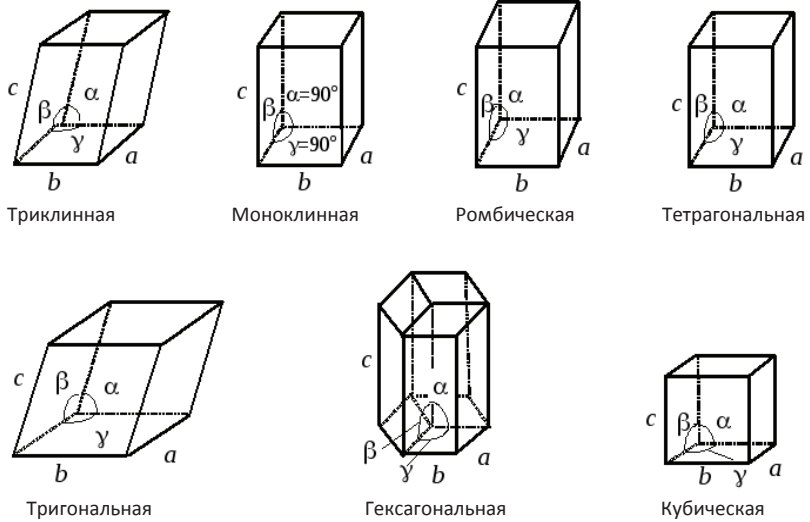 c
β
α
γ
a
b
Триклинная
c
β
α=90°
γ=90°
a
b
Моноклинная
c
β
α
γ
a
b
Ромбическая
c
β
α
γ
a
b
Тетрагональная
c
β
α
γ
a
b
Тригональная
c
α
β
γ
b
a
Гексагональная
c
β
α
b
γ
a
Кубическая